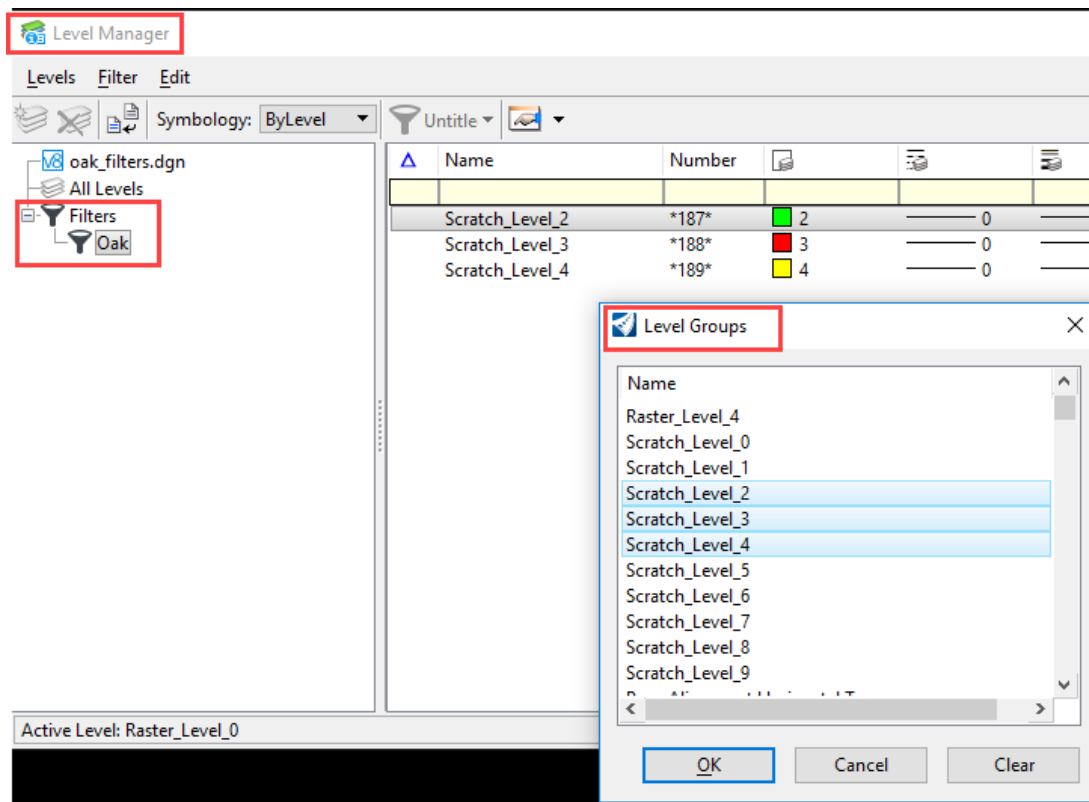 Level Manager
Levels Filter Edit
Symbology: ByLevel Untitle
oak_filters.dgn
All Levels
Filters
Oak
Name Number
Scratch_Level_2 *187* 2 0
Scratch_Level_3 *188* 3 0
Scratch_Level_4 *189* 4 0
Level Groups
Name
Raster_Level_4
Scratch_Level_0
Scratch_Level_1
Scratch_Level_2
Scratch_Level_3
Scratch_Level_4
Scratch_Level_5
Scratch_Level_6
Scratch_Level_7
Scratch_Level_8
Scratch_Level_9
OK Cancel Clear
Active Level: Raster_Level_0